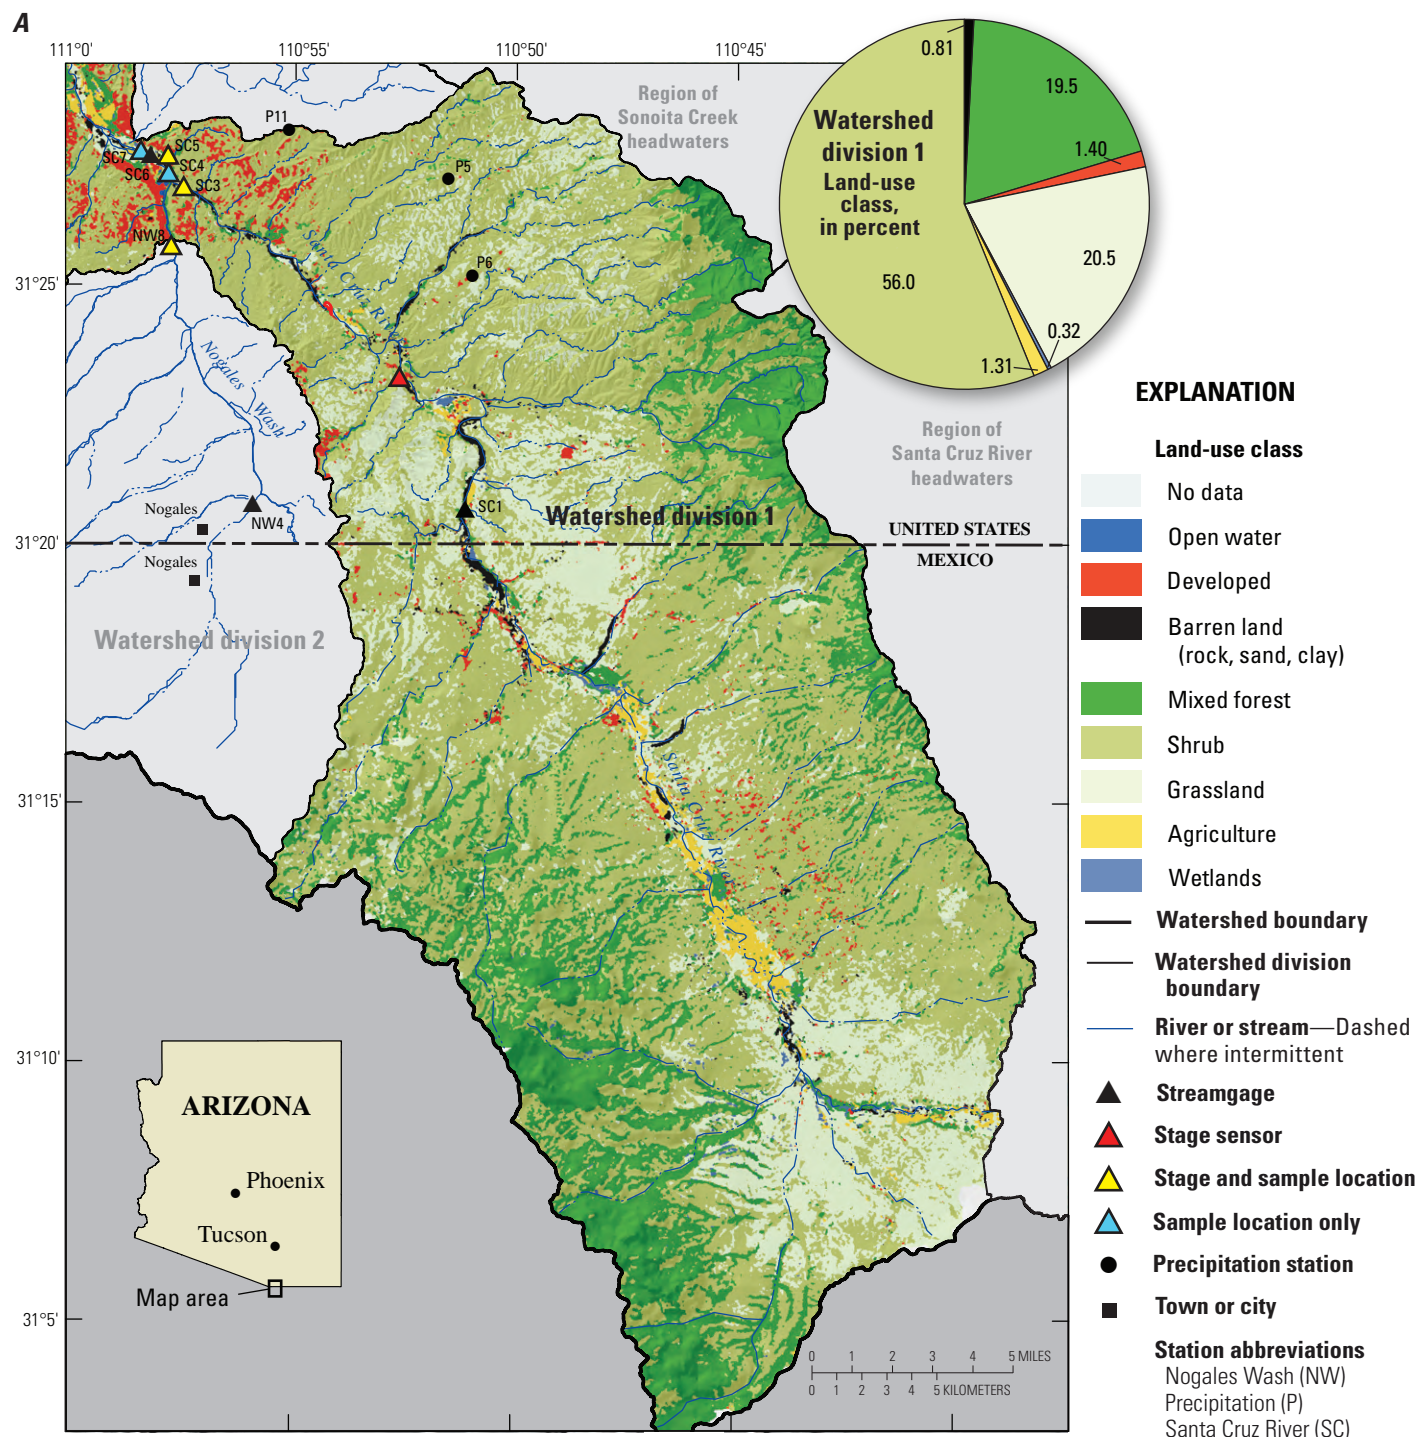 A
111°0'
110°55'
110°50'
110°45'
31°25'
31°20'
31°15'
31°10'
31°5'
Region of
Sonoita Creek
headwaters
P11
P5
P6
SC7
SC6
SC5
SC4
SC3
NW8
Santa Cruz River
Nogales Wash
Nogales
NW4
Nogales
SC1
Watershed division 1
Watershed division 2
UNITED STATES
MEXICO
Region of
Santa Cruz River
headwaters
Santa Cruz River
Watershed
division 1
Land-use
class,
in percent
0.81
19.5
1.40
20.5
0.32
1.31
56.0
ARIZONA
Phoenix
Tucson
Map area
0 1 2 3 4 5 MILES
0 1 2 3 4 5 KILOMETERS
EXPLANATION
Land-use class
No data
Open water
Developed
Barren land
(rock, sand, clay)
Mixed forest
Shrub
Grassland
Agriculture
Wetlands
Watershed boundary
Watershed division
boundary
River or stream—Dashed
where intermittent
Streamgage
Stage sensor
Stage and sample location
Sample location only
Precipitation station
Town or city
Station abbreviations
Nogales Wash (NW)
Precipitation (P)
Santa Cruz River (SC)